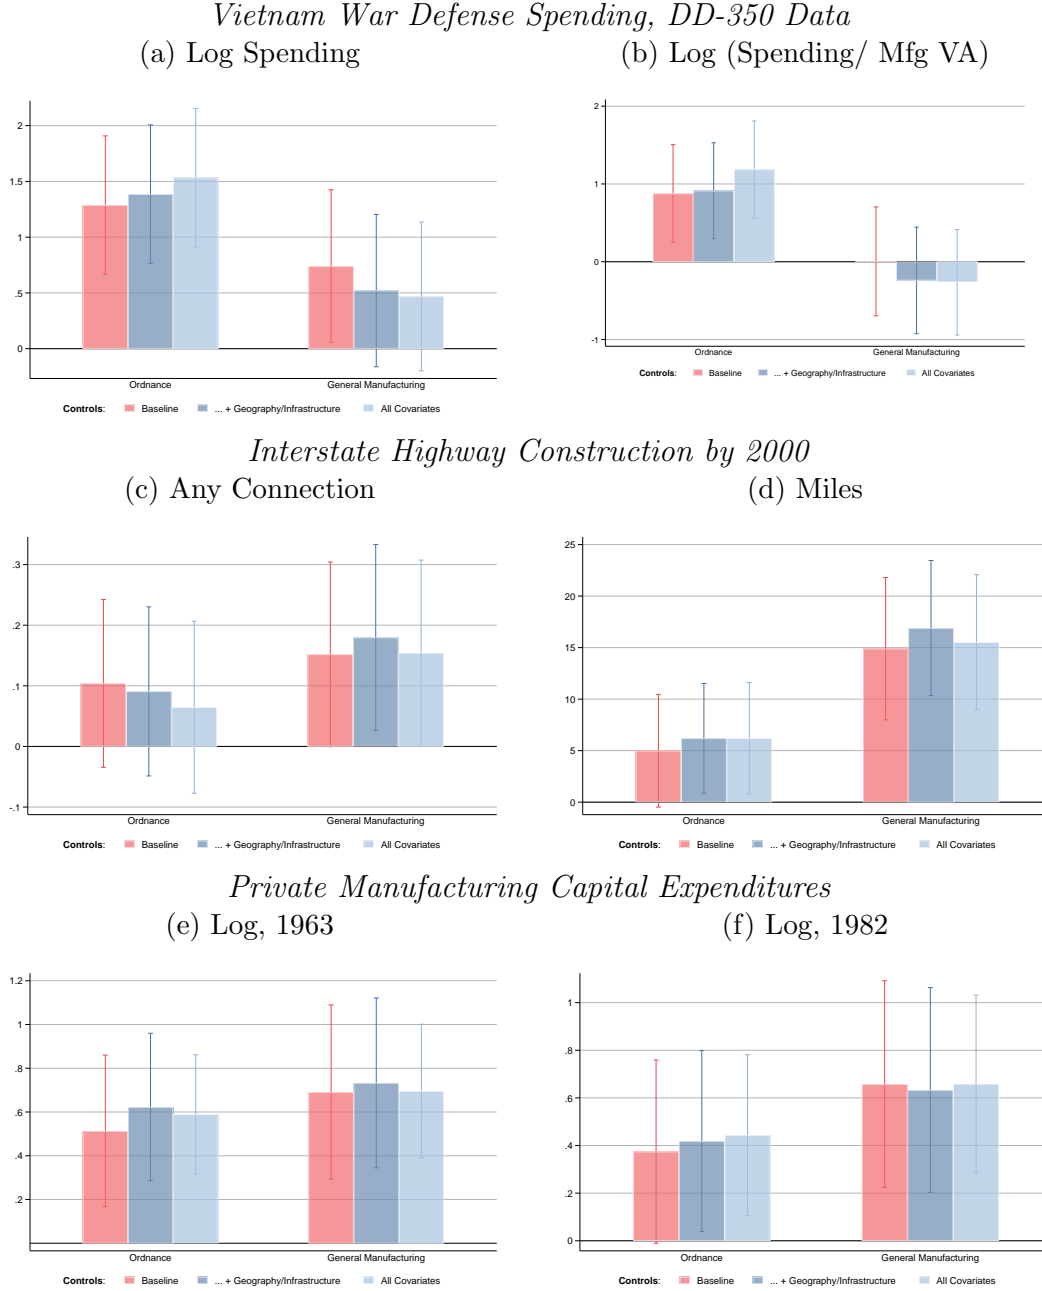 Vietnam War Defense Spending, DD-350 Data
(a) Log Spending
(b) Log (Spending/ Mfg VA)
2
1.5
1
.5
0
Ordnance
General Manufacturing
Controls: Baseline ... + Geography/Infrastructure All Covariates
2
1
0
-1
Ordnance
General Manufacturing
Controls: Baseline ... + Geography/Infrastructure All Covariates
Interstate Highway Construction by 2000
(c) Any Connection
(d) Miles
.3
.2
.1
0
-.1
Ordnance
General Manufacturing
Controls: Baseline ... + Geography/Infrastructure All Covariates
25
20
15
10
5
0
Ordnance
General Manufacturing
Controls: Baseline ... + Geography/Infrastructure All Covariates
Private Manufacturing Capital Expenditures
(e) Log, 1963
(f) Log, 1982
1.2
1
.8
.6
.4
.2
Ordnance
General Manufacturing
Controls: Baseline ... + Geography/Infrastructure All Covariates
1
.8
.6
.4
.2
0
Ordnance
General Manufacturing
Controls: Baseline ... + Geography/Infrastructure All Covariates